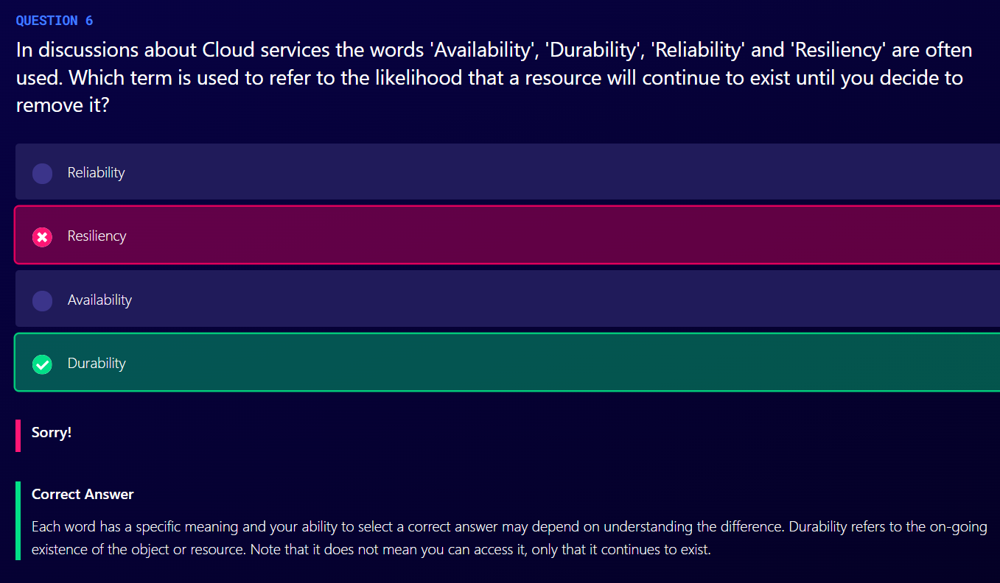 QUESTION 6
In discussions about Cloud services the words 'Availability', 'Durability', 'Reliability' and 'Resiliency' are often
used. Which term is used to refer to the likelihood that a resource will continue to exist until you decide to
remove it?
Reliability
Resiliency
Availability
Durability
Sorry!
Correct Answer
Each word has a specific meaning and your ability to select a correct answer may depend on understanding the difference. Durability refers to the on-going
existence of the object or resource. Note that it does not mean you can access it, only that it continues to exist.